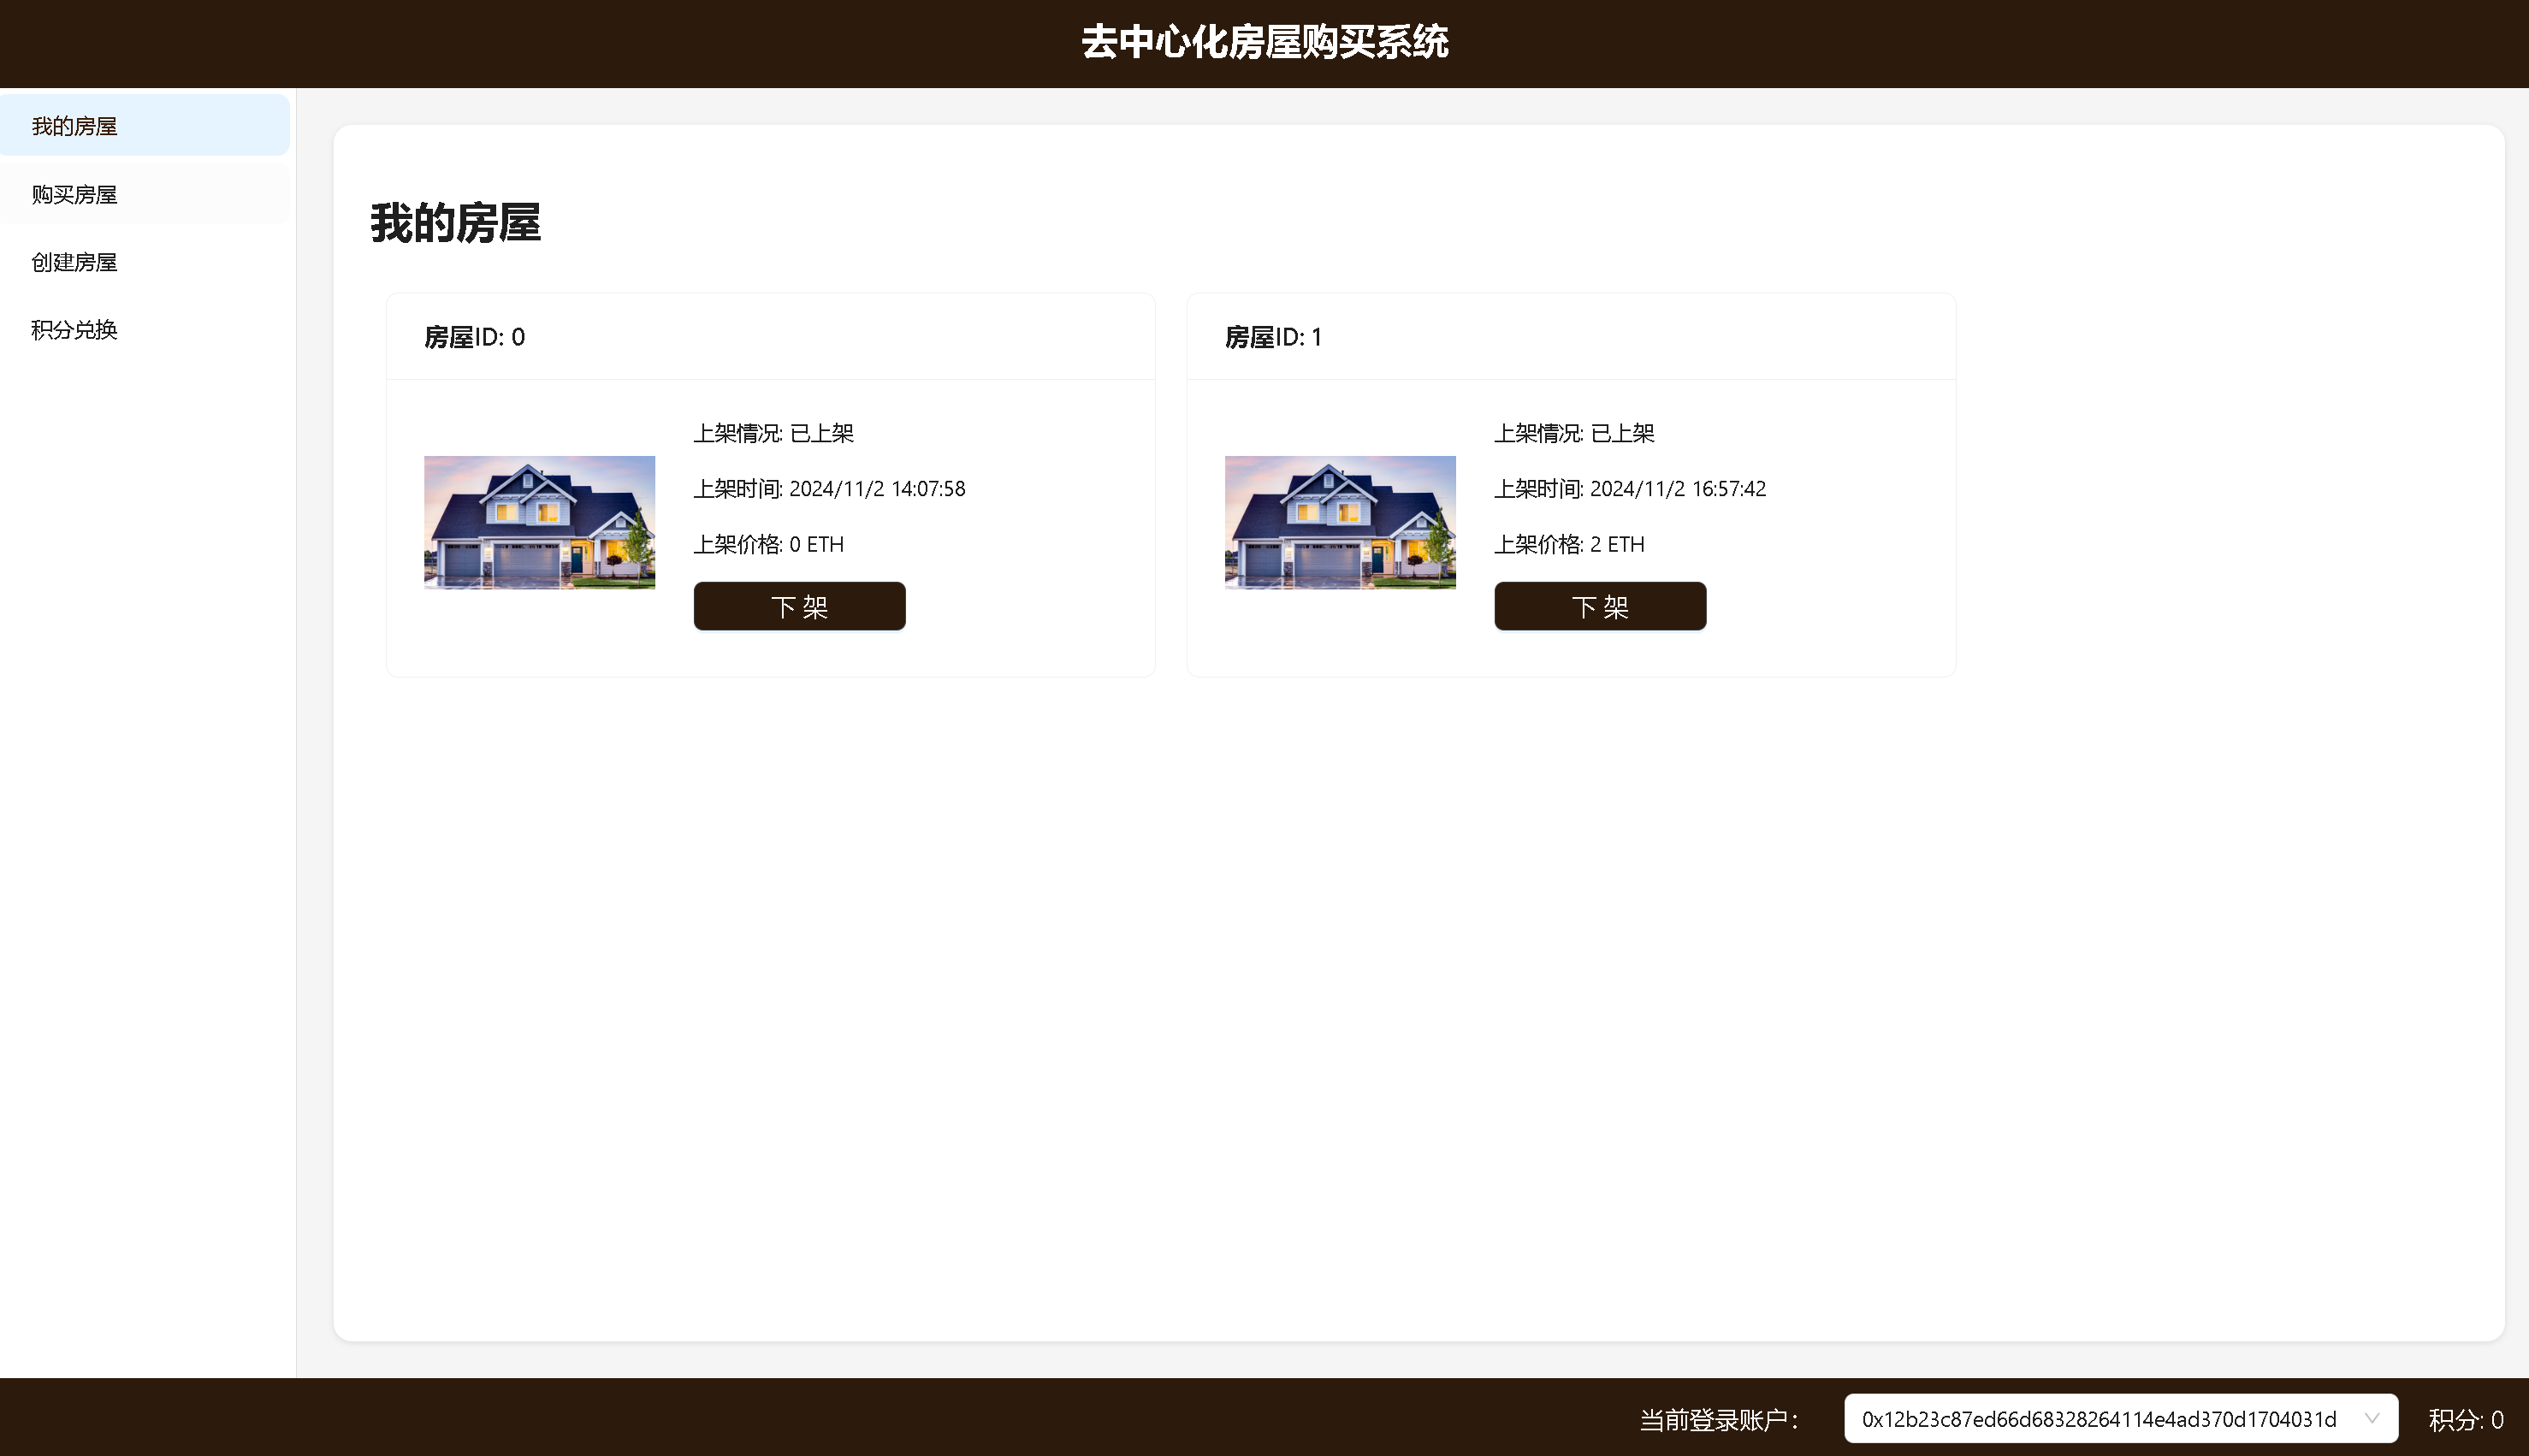 去中心化房屋购买系统
我的房屋
购买房屋
创建房屋
积分兑换
我的房屋
房屋ID: 0
上架情况: 已上架
上架时间: 2024/11/2 14:07:58
上架价格: 0 ETH
下架
房屋ID: 1
上架情况: 已上架
上架时间: 2024/11/2 16:57:42
上架价格: 2 ETH
下架
当前登录账户： 0x12b23c87ed66d68328264114e4ad370d1704031d 积分: 0